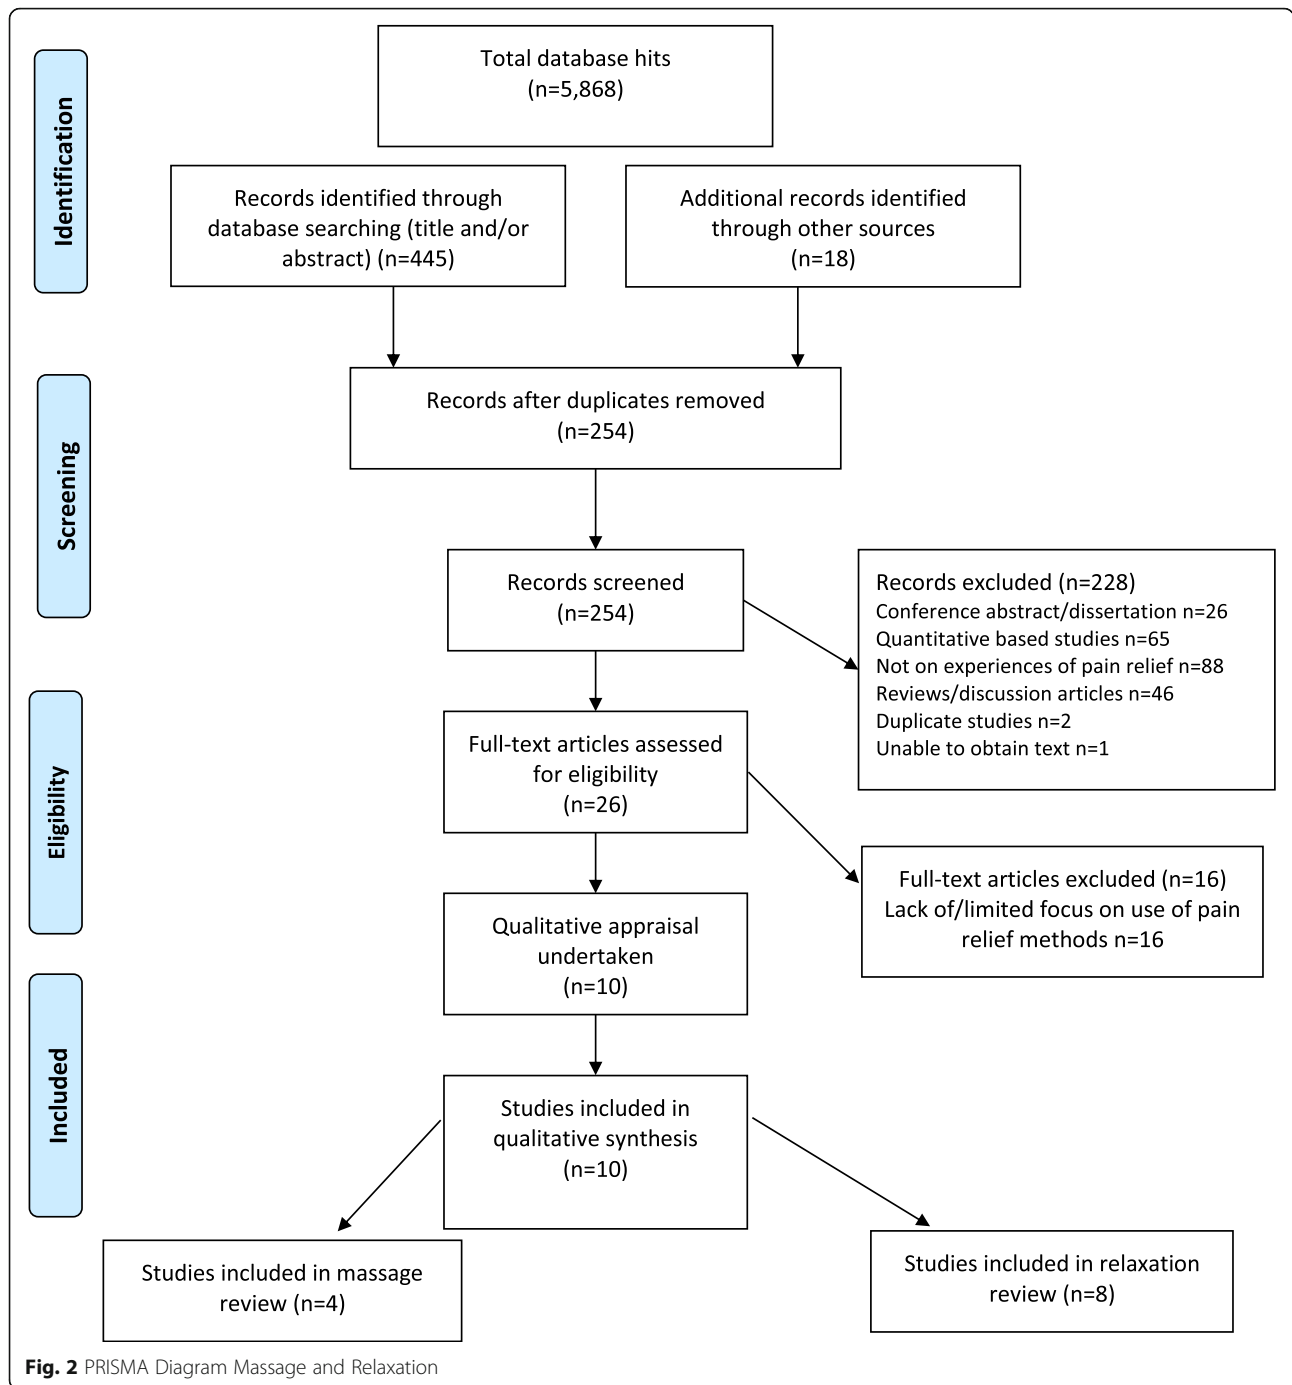 Identification
Total database hits
(n=5,868)
Records identified through
database searching (title and/or
abstract) (n=445)
Additional records identified
through other sources
(n=18)
Screening
Records after duplicates removed
(n=254)
Records screened
(n=254)
Records excluded (n=228)
Conference abstract/dissertation n=26
Quantitative based studies n=65
Not on experiences of pain relief n=88
Reviews/discussion articles n=46
Duplicate studies n=2
Unable to obtain text n=1
Eligibility
Full-text articles assessed
for eligibility
(n=26)
Full-text articles excluded (n=16)
Lack of/limited focus on use of pain
relief methods n=16
Qualitative appraisal
undertaken
(n=10)
Included
Studies included in
qualitative synthesis
(n=10)
Studies included in massage
review (n=4)
Studies included in relaxation
review (n=8)
Fig. 2 PRISMA Diagram Massage and Relaxation